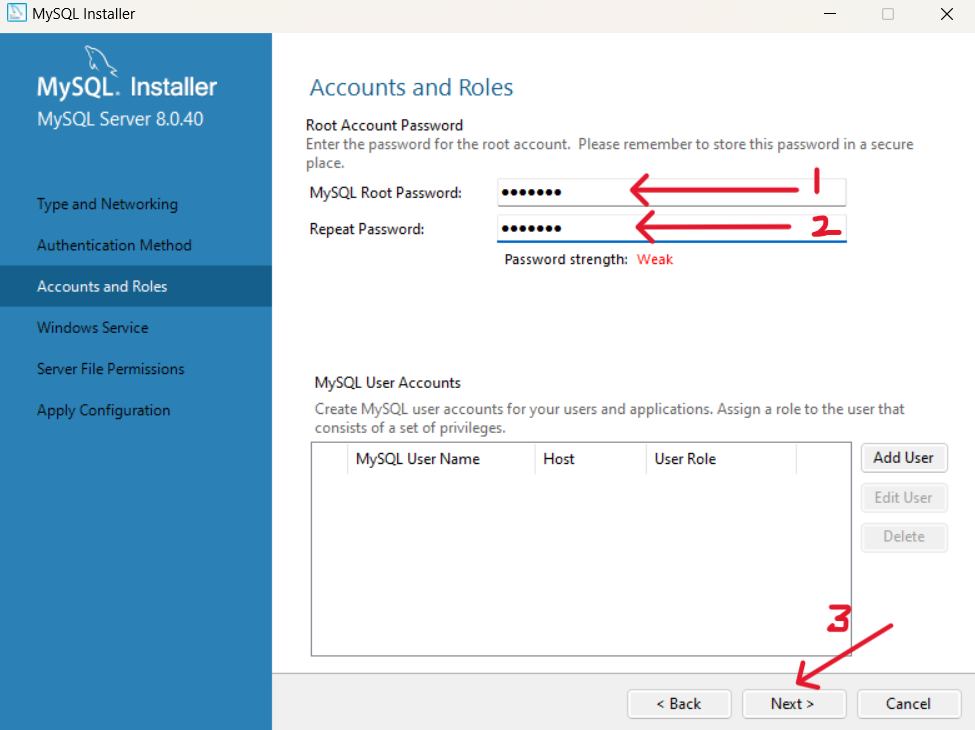 MySQL Installer
MySQL. Installer
MySQL Server 8.0.40
Type and Networking
Authentication Method
Accounts and Roles
Windows Service
Server File Permissions
Apply Configuration
Accounts and Roles
Root Account Password
Enter the password for the root account. Please remember to store this password in a secure
place.
MySQL Root Password: ●●●●●●● 1
Repeat Password: ●●●●●●● 2
Password strength: Weak
MySQL User Accounts
Create MySQL user accounts for your users and applications. Assign a role to the user that
consists of a set of privileges.
MySQL User Name Host User Role
Add User
Edit User
Delete
3
< Back Next > Cancel